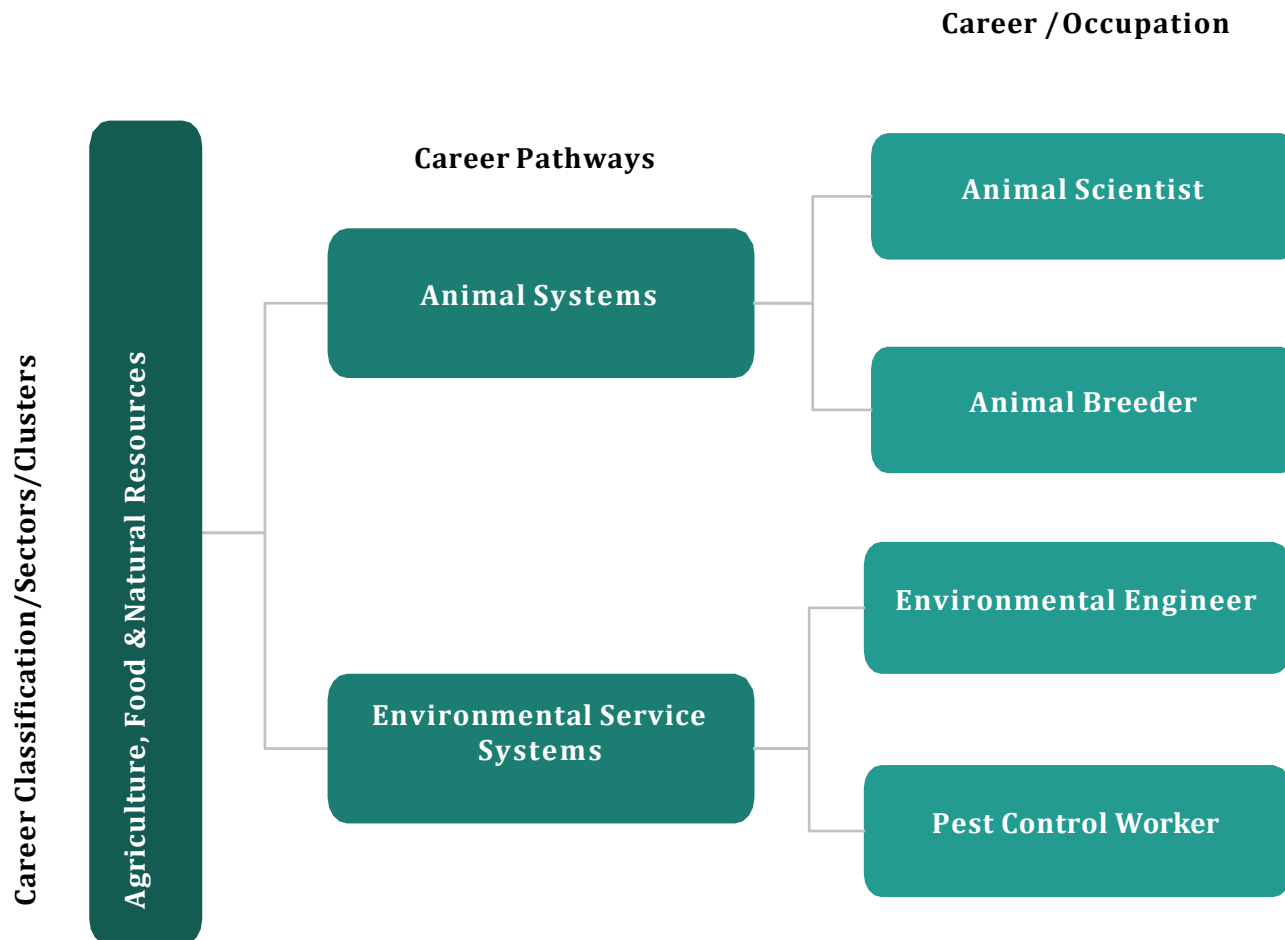 Career /Occupation
Career Pathways
Career Classification/Sectors/Clusters
Agriculture, Food &Natural Resources
Animal Systems
Animal Scientist
Animal Breeder
Environmental Service
Systems
Environmental Engineer
Pest Control Worker